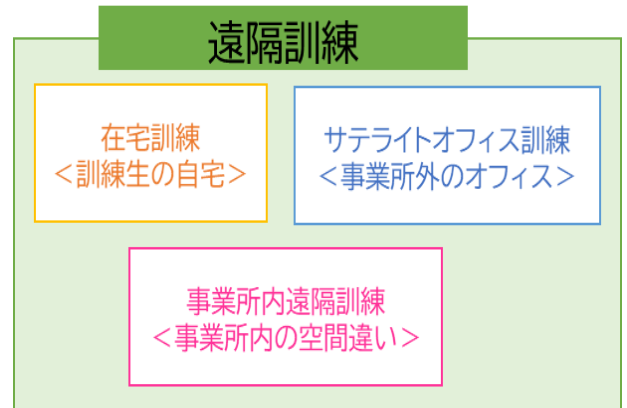 遠隔訓練
在宅訓練
＜訓練生の自宅＞
サテライトオフィス訓練
＜事業所外のオフィス＞
事業所内遠隔訓練
＜事業所内の空間違い＞